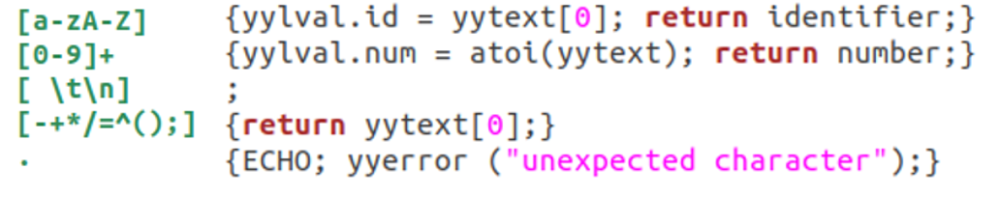 [a-zA-Z] {yylval.id = yytext[0]; return identifier;}
[0-9]+ {yylval.num = atoi(yytext); return number;}
[ \t\n] ;
[-+*/=^();] {return yytext[0];}
. {ECHO; yyerror ("unexpected character");}